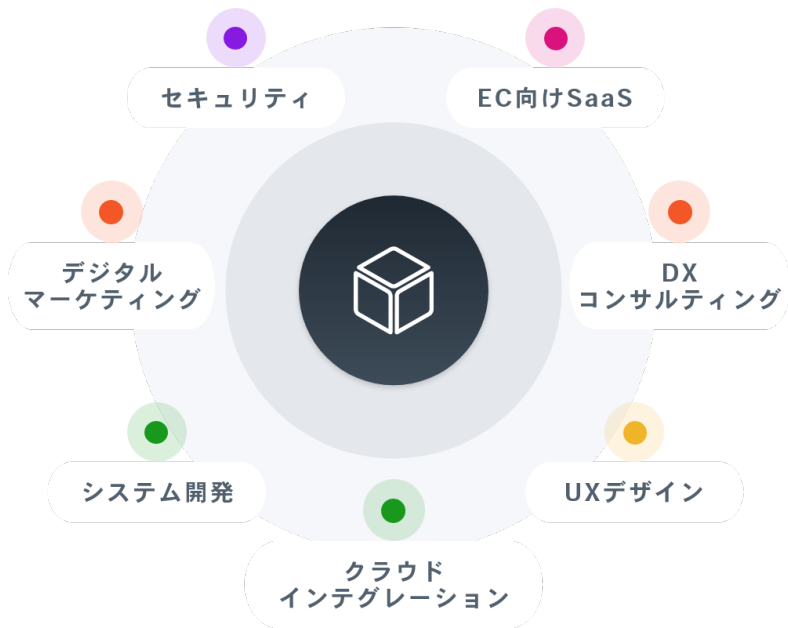 セキュリティ
EC向けSaaS
デジタル
マーケティング
DX
コンサルティング
システム開発
UXデザイン
クラウド
インテグレーション